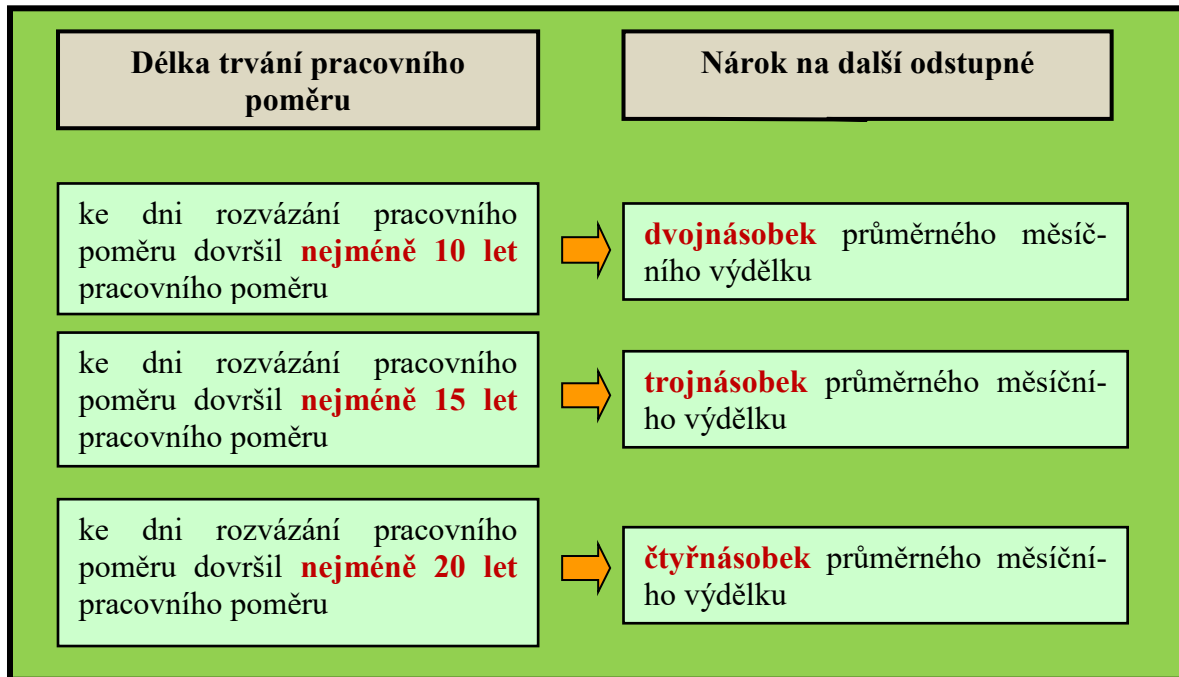 Délka trvání pracovního
poměru
Nárok na další odstupné
ke dni rozvázání pracovního
poměru dovršil nejméně 10 let
pracovního poměru
dvojnásobek průměrného měsíč-
ního výdělku
ke dni rozvázání pracovního
poměru dovršil nejméně 15 let
pracovního poměru
trojnásobek průměrného měsíční-
ho výdělku
ke dni rozvázání pracovního
poměru dovršil nejméně 20 let
pracovního poměru
čtyřnásobek průměrného měsíční-
ho výdělku